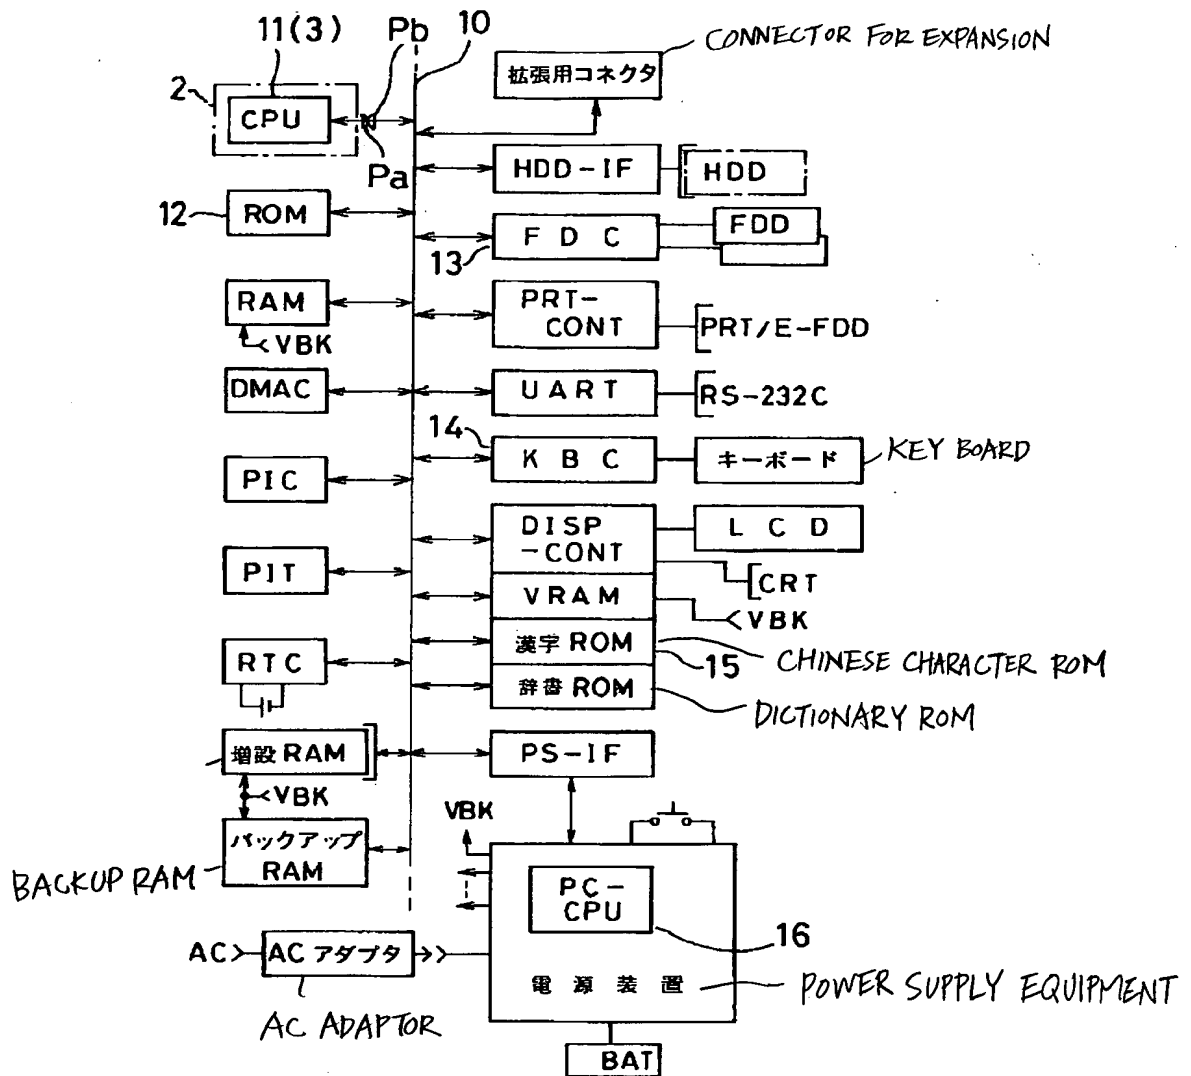 11(3)
Pb
10
CONNECTOR FOR EXPANSION
拡張用コネクタ
2
CPU
Pa
HDD-IF
HDD
12
ROM
FDC
FDD
13
RAM
VBK
PRT-
CONT
PRT/E-FDD
DMAC
UART
RS-232C
14
KBC
キーボード
KEY BOARD
PIC
DISP
-CONT
LCD
CRT
PIT
VRAM
VBK
漢字 ROM
15
CHINESE CHARACTER ROM
RTC
辞書 ROM
DICTIONARY ROM
増設 RAM
PS-IF
VBK
VBK
バックアップ
RAM
BACKUP RAM
PC-
CPU
16
AC
AC アダプタ
AC ADAPTOR
電源装置
POWER SUPPLY EQUIPMENT
BAT